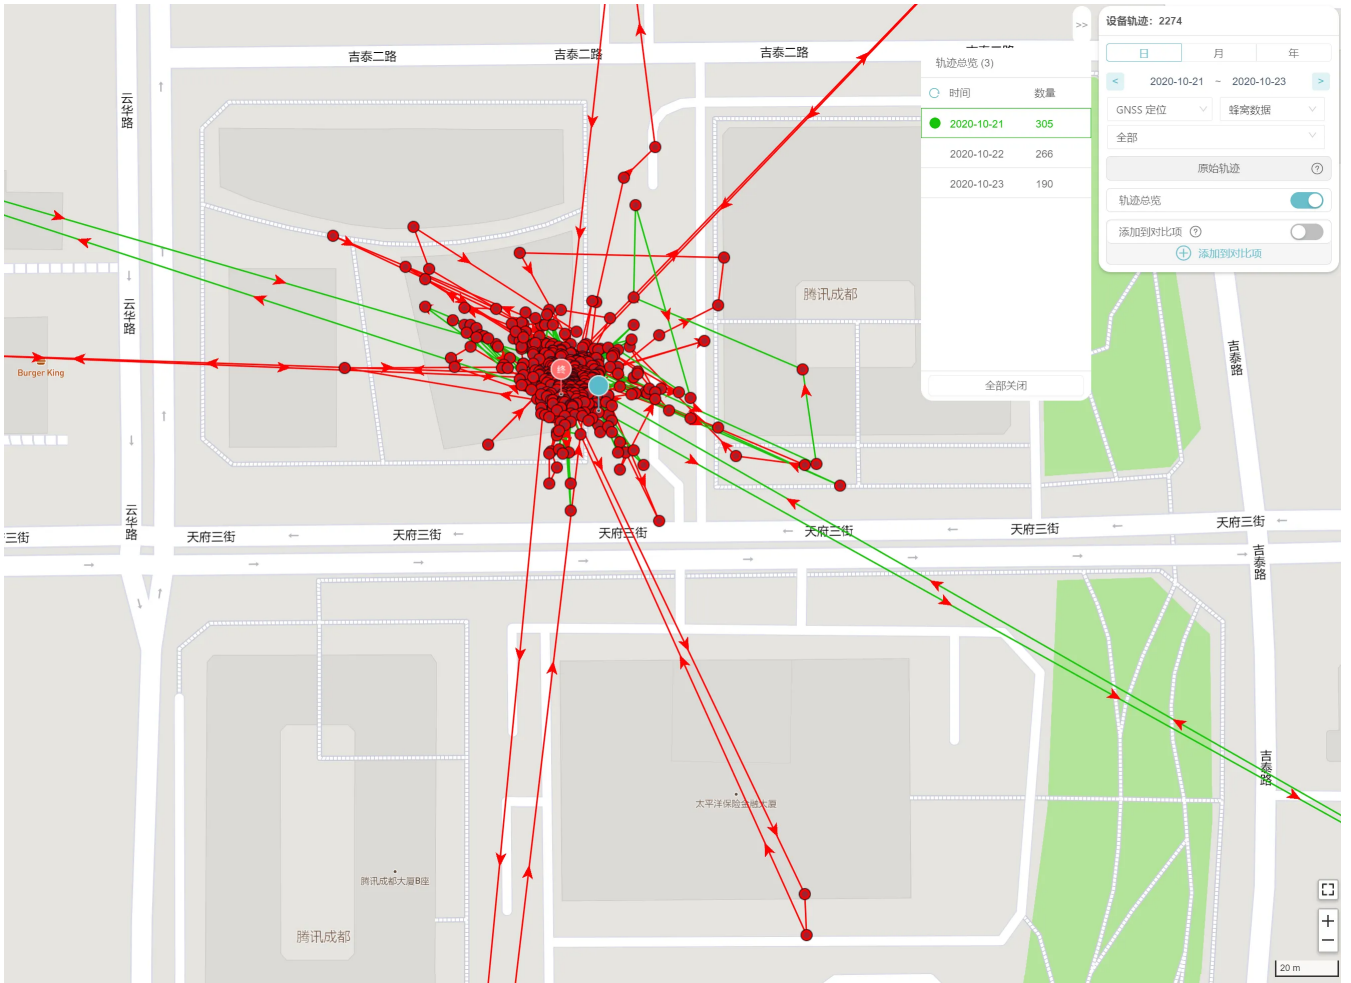 吉泰二路
吉泰二路
吉泰二路
>>
设备轨迹：2274
日
月
年
<
2020-10-21 ~ 2020-10-23
>
GNSS 定位
蜂窝数据
全部
原始轨迹
?
轨迹总览
添加到对比项
?
添加到对比项
轨迹总览 (3)
时间
数量
2020-10-21
305
2020-10-22
266
2020-10-23
190
全部关闭
云华路
云华路
云华路
Burger King
终
腾讯成都
吉泰路
三街
天府三街
天府三街
天府三街
天府三街
天府三街
天府三街
吉泰路
吉泰路
太平洋保险金融大厦
腾讯成都大厦B座
腾讯成都
+
−
20 m